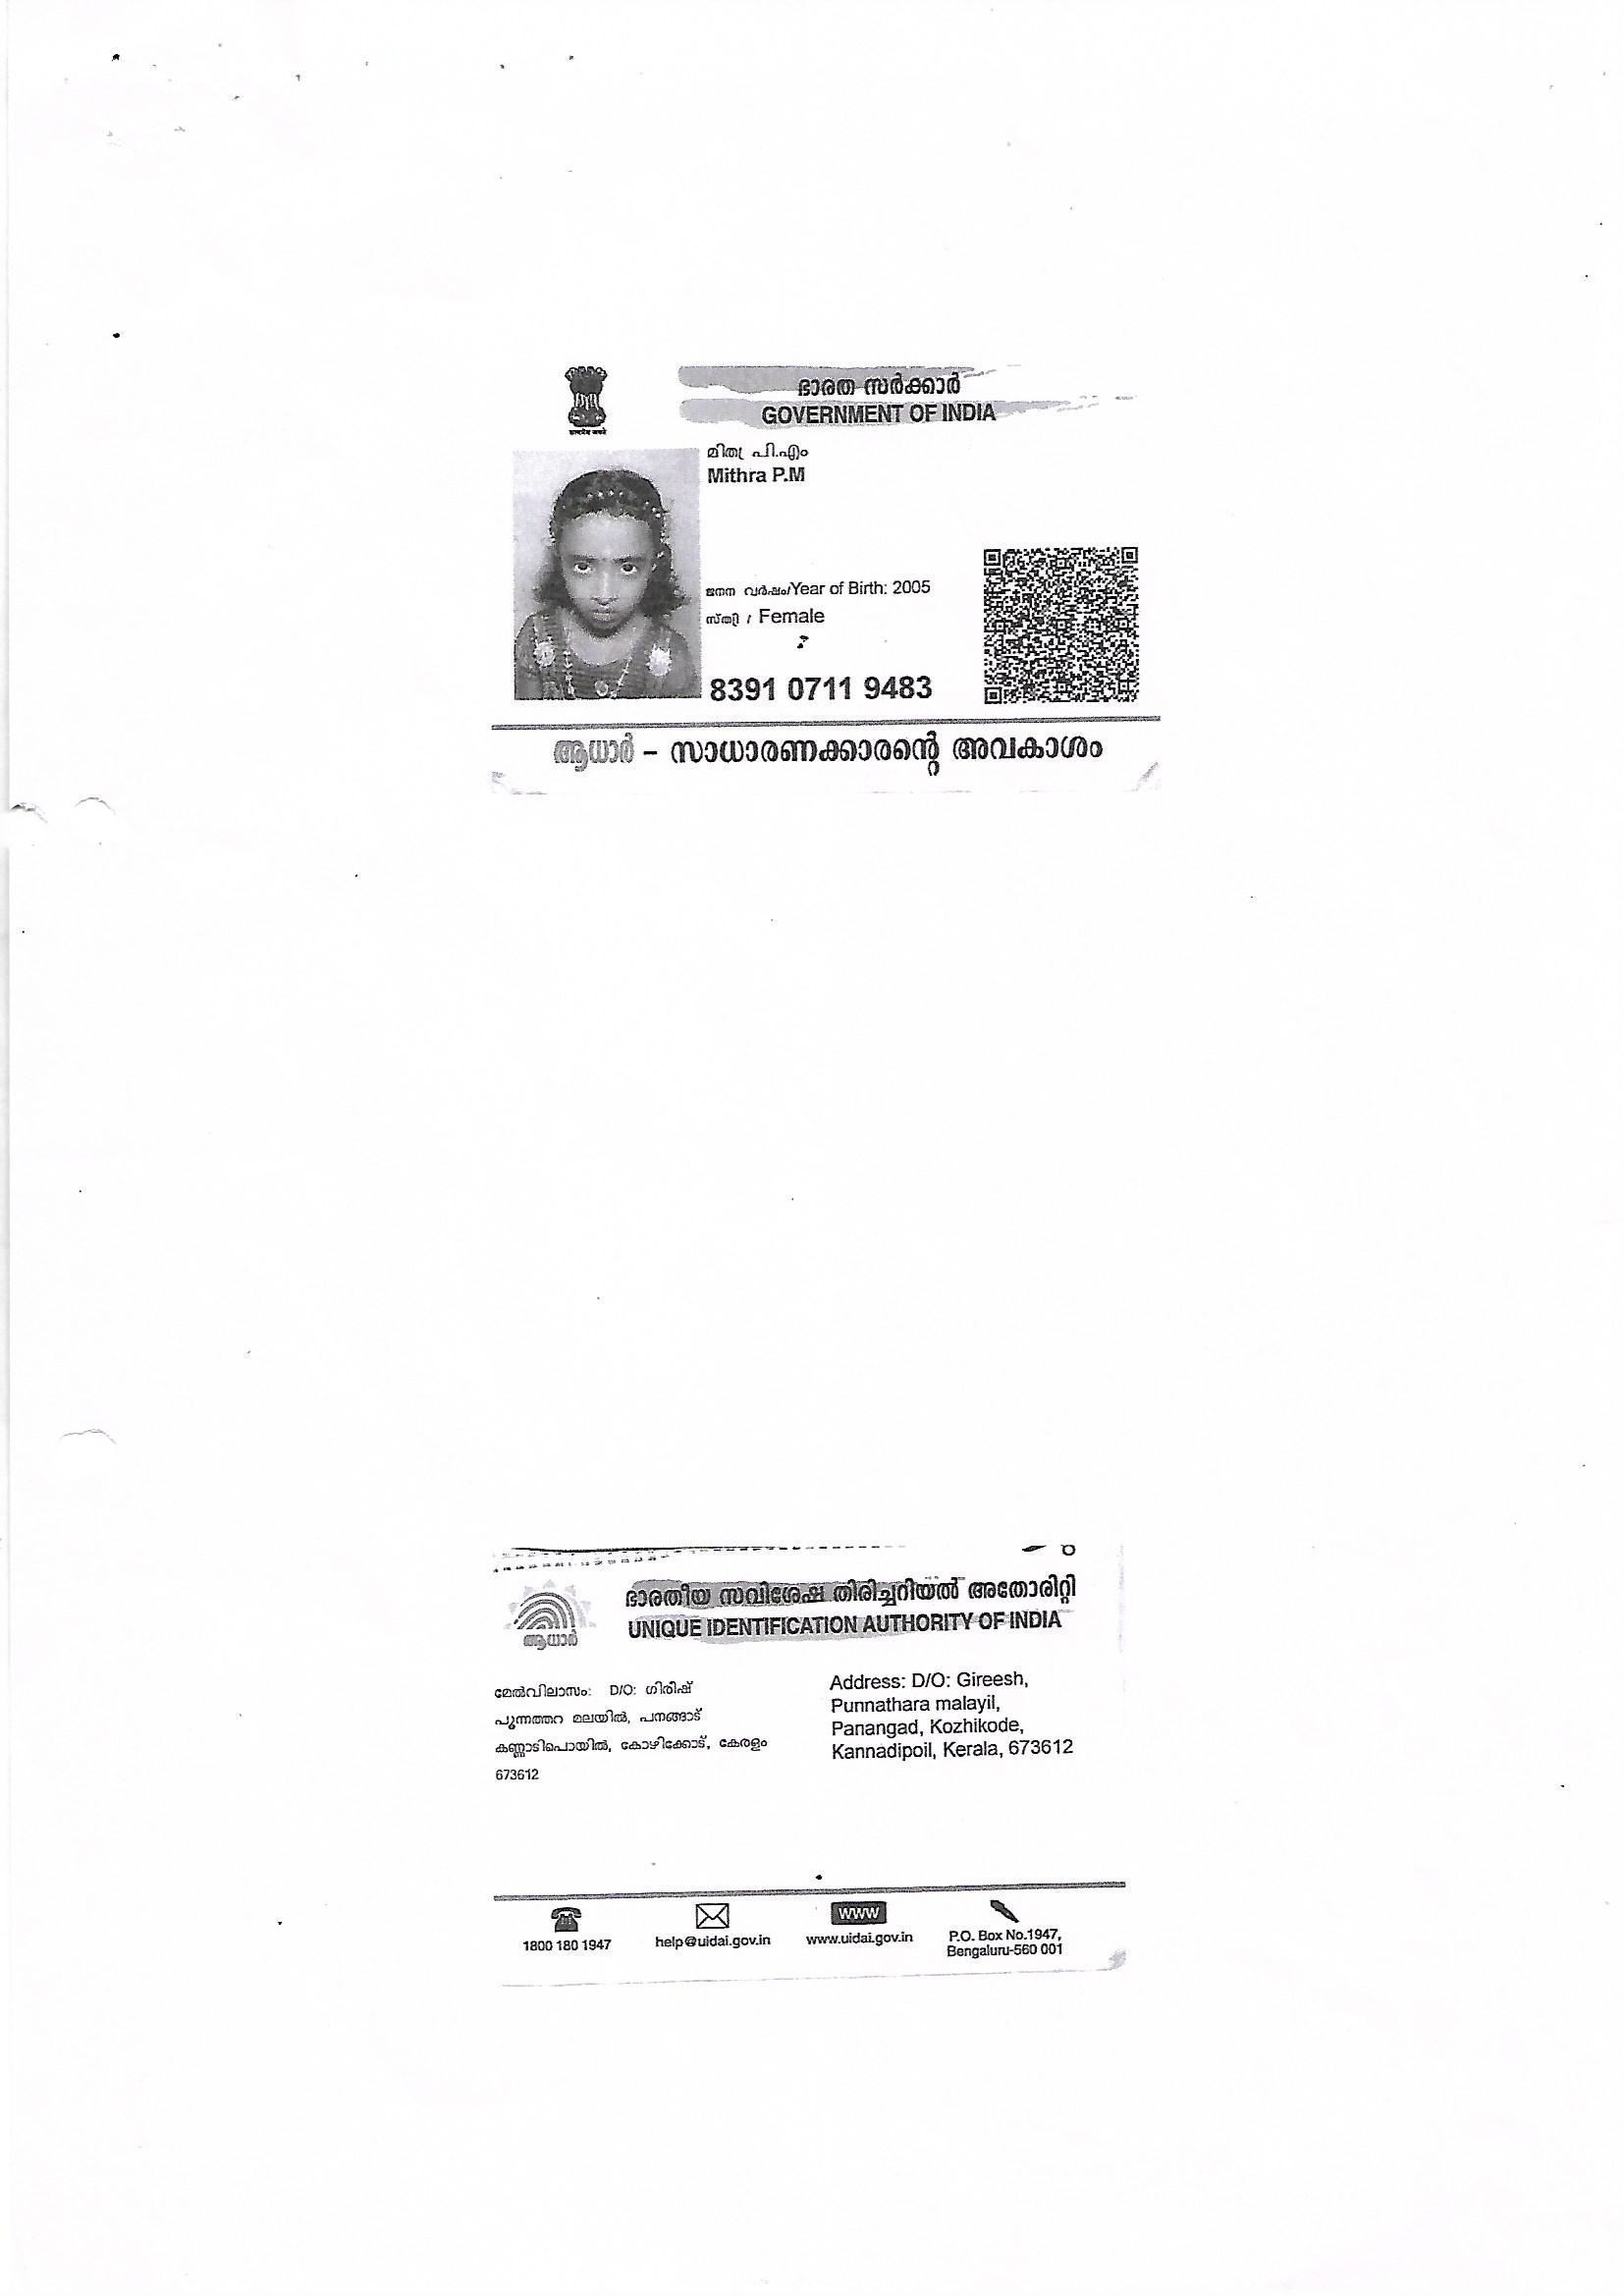 ഭാരത സർക്കാർ
GOVERNMENT OF INDIA
മിത്ര പി.എം
Mithra P.M
ജനന വർഷം/Year of Birth: 2005
സ്ത്രീ / Female
8391 0711 9483
ആധാർ – സാധാരണക്കാരന്റെ അവകാശം
ഭാരതീയ സവിശേഷ തിരിച്ചറിയൽ അതോരിറ്റി
UNIQUE IDENTIFICATION AUTHORITY OF INDIA
ആധാർ
മേൽവിലാസം: D/O: ഗിരീഷ്
പൂന്നത്തറ മലയിൽ, പനങ്ങാട്
കണ്ണാടിപൊയിൽ, കോഴിക്കോട്, കേരളം
673612
Address: D/O: Gireesh,
Punnathara malayil,
Panangad, Kozhikode,
Kannadipoil, Kerala, 673612
1800 180 1947
help@uidai.gov.in
WWW
www.uidai.gov.in
P.O. Box No.1947,
Bengaluru-560 001